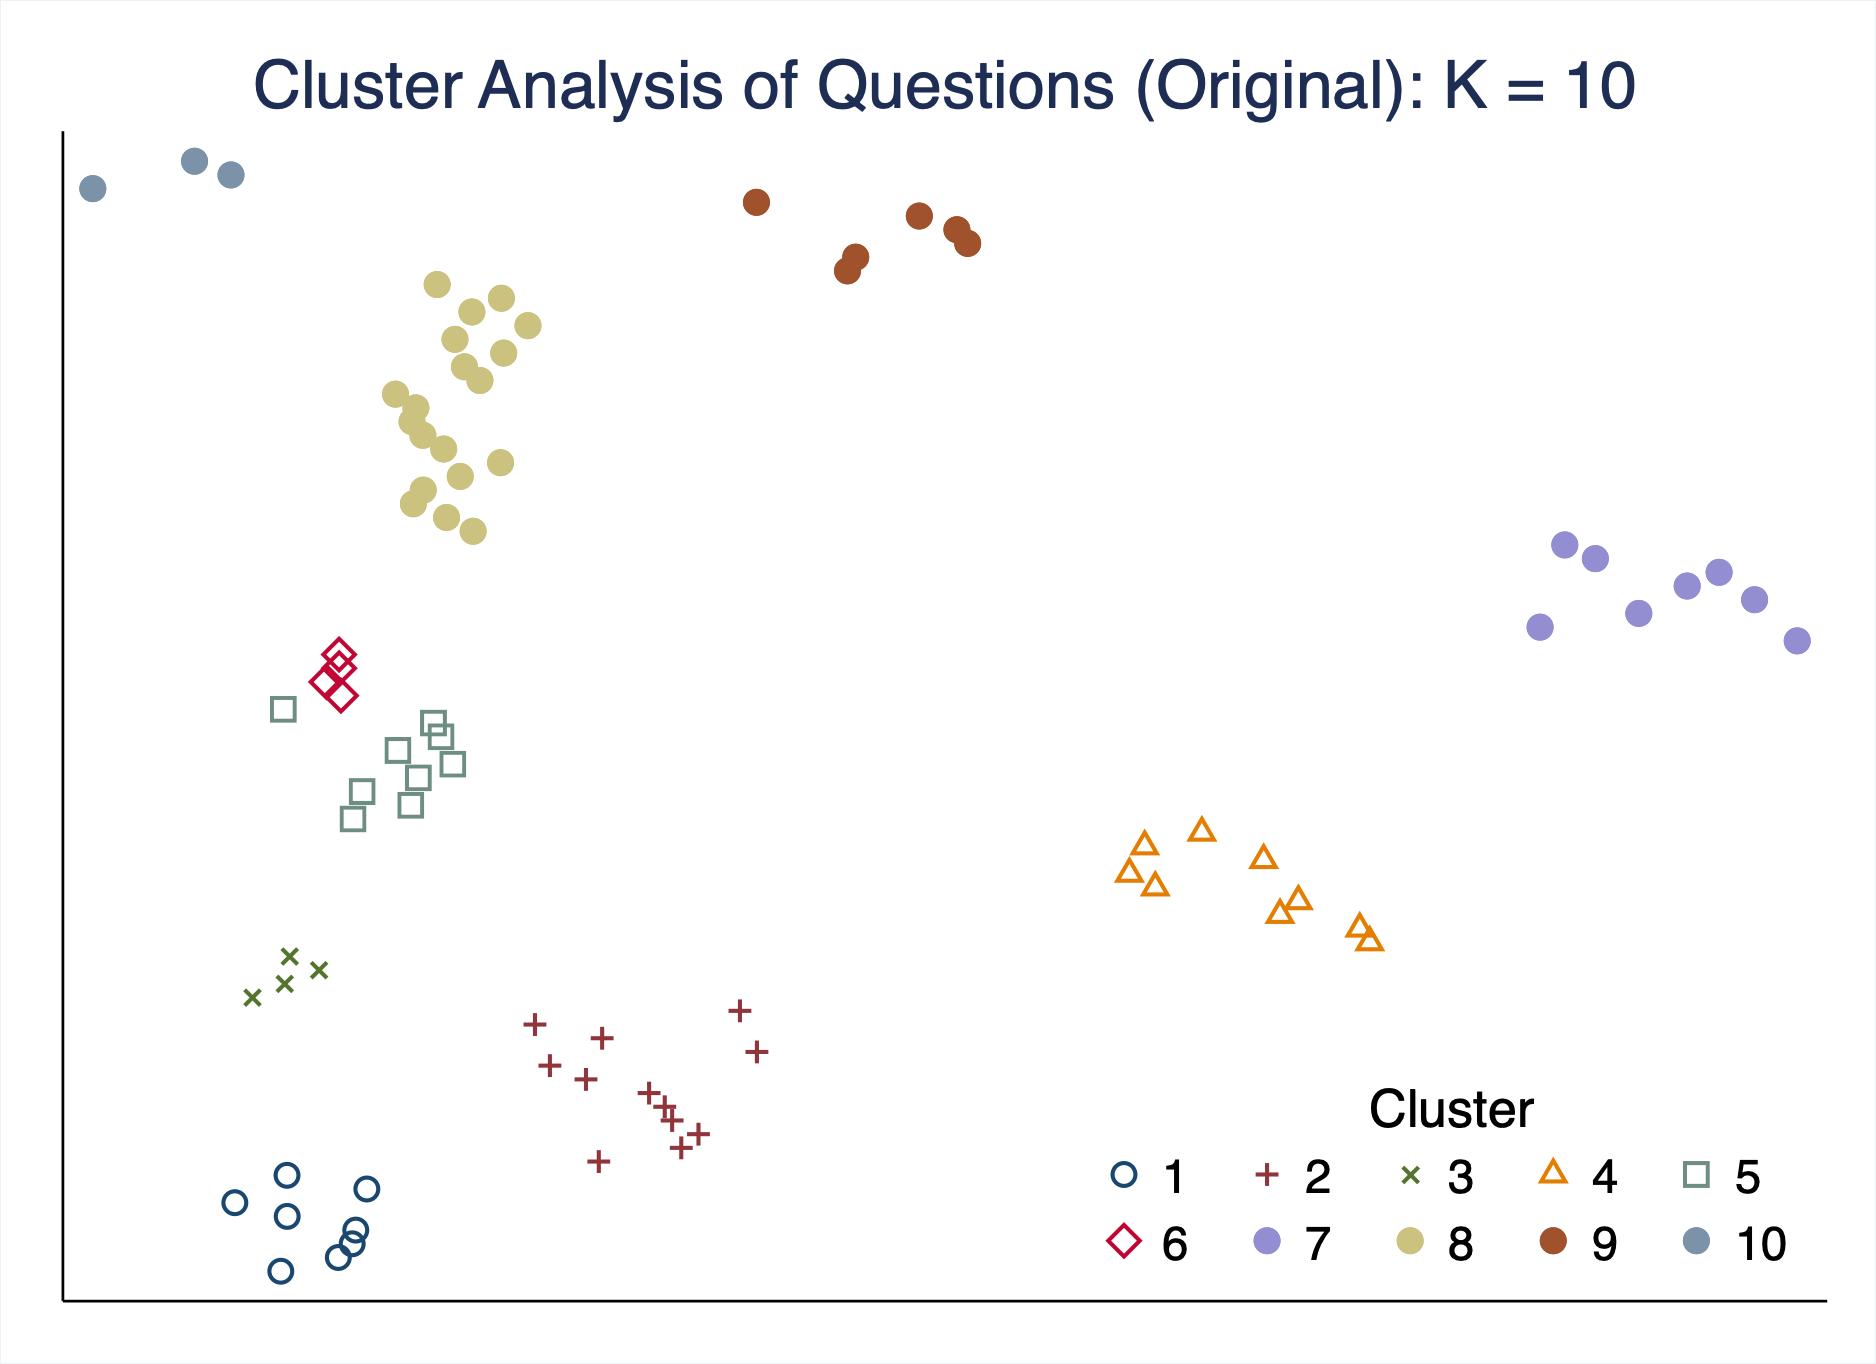 Cluster Analysis of Questions (Original): K = 10
Cluster
1 2 3 4 5
6 7 8 9 10